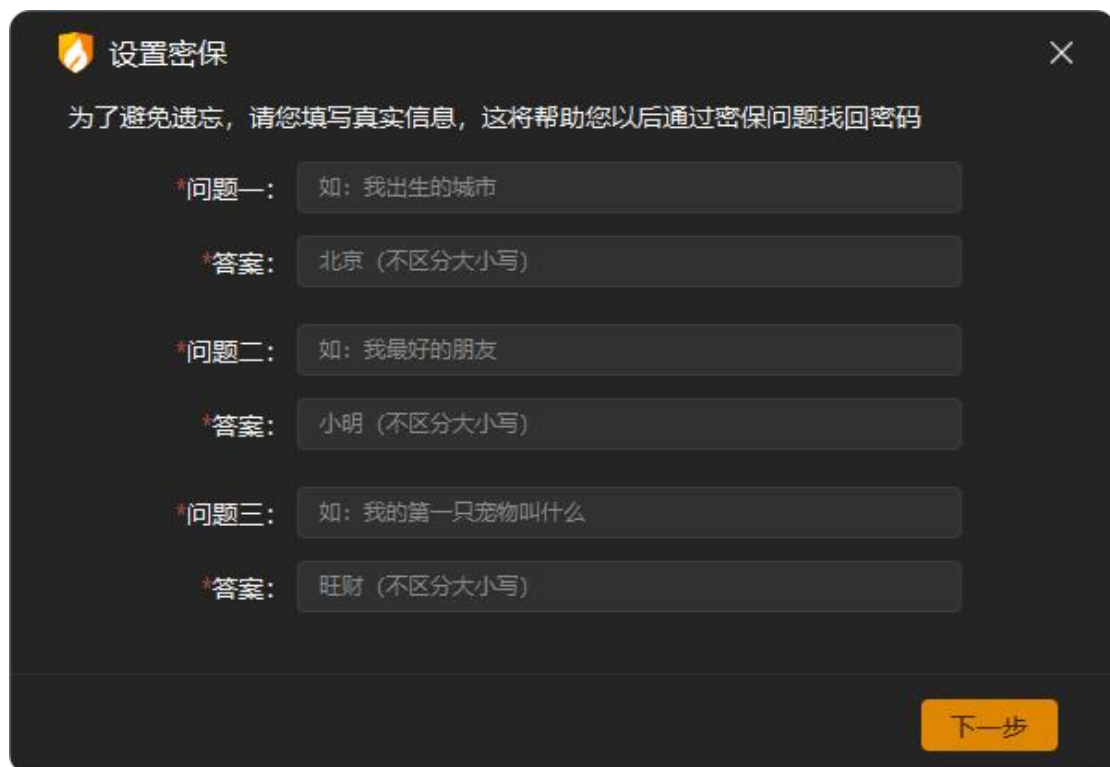 设置密保
为了避免遗忘，请您填写真实信息，这将帮助您以后通过密保问题找回密码
*问题一： 如：我出生的城市
*答案： 北京（不区分大小写）
*问题二： 如：我最好的朋友
*答案： 小明（不区分大小写）
*问题三： 如：我的第一只宠物叫什么
*答案： 旺财（不区分大小写）
下一步